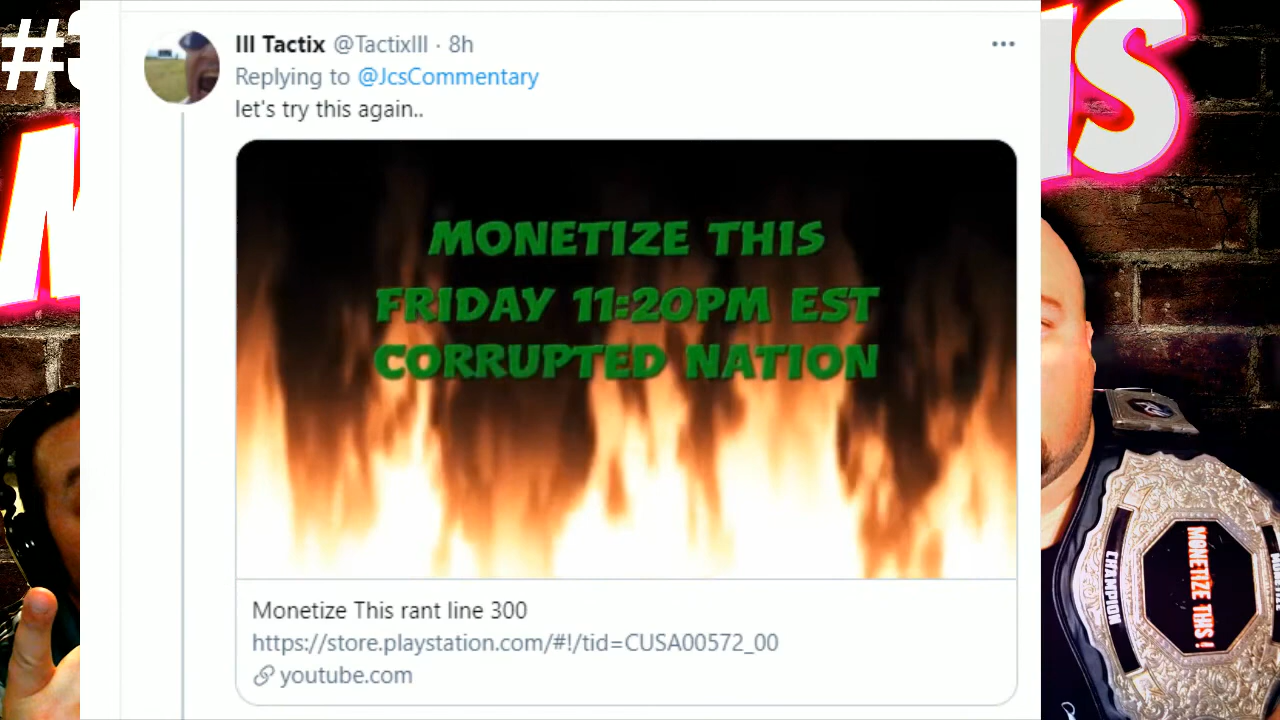 III Tactix @TactixIII · 8h
Replying to @JcsCommentary
let's try this again..
MONETIZE THIS
FRIDAY 11:20PM EST
CORRUPTED NATION
Monetize This rant line 300
https://store.playstation.com/#!/tid=CUSA00572_00
youtube.com
CHAMPION
MONETIZE THIS!